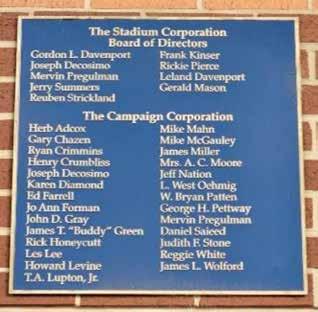 The Stadium Corporation
Board of Directors
Gordon L. Davenport
Joseph Decosimo
Mervin Pregulman
Jerry Summers
Reuben Strickland
Frank Kinser
Rickie Pierce
Leland Davenport
Gerald Mason
The Campaign Corporation
Herb Adcox
Gary Chazen
Ryan Crimmins
Henry Crumbliss
Joseph Decosimo
Karen Diamond
Ed Farrell
Jo Ann Forman
John D. Gray
James T. "Buddy" Green
Rick Honeycutt
Les Lee
Howard Levine
T.A. Lupton, Jr.
Mike Mahn
Mike McGauley
James Miller
Mrs. A. C. Moore
Jeff Nation
L. West Oehmig
W. Bryan Patten
George H. Pettway
Mervin Pregulman
Daniel Saieed
Judith F. Stone
Reggie White
James L. Wolford